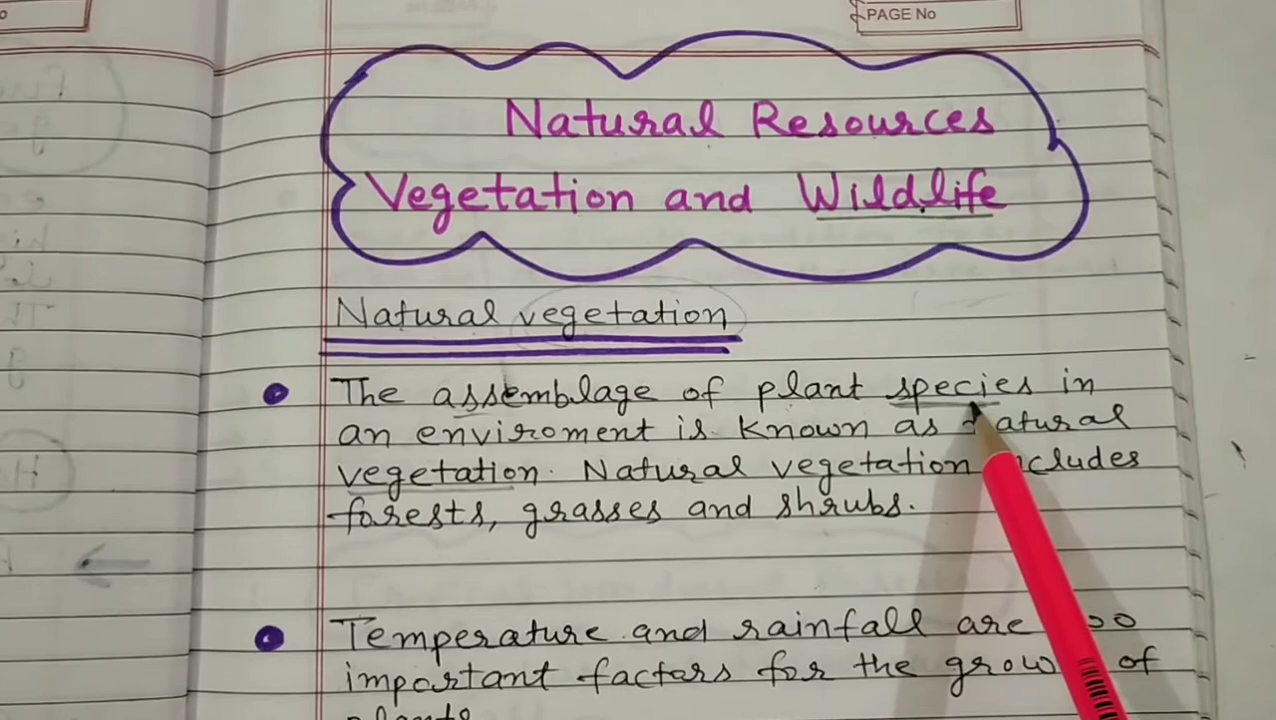 PAGE No
Natural Resources
Vegetation and Wildlife
Natural vegetation
The assemblage of plant species in
an enviroment is known as
vegetation. Natural vegetation
forests, grasses and shrubs.
Temperature and rainfall are
important factors for the of